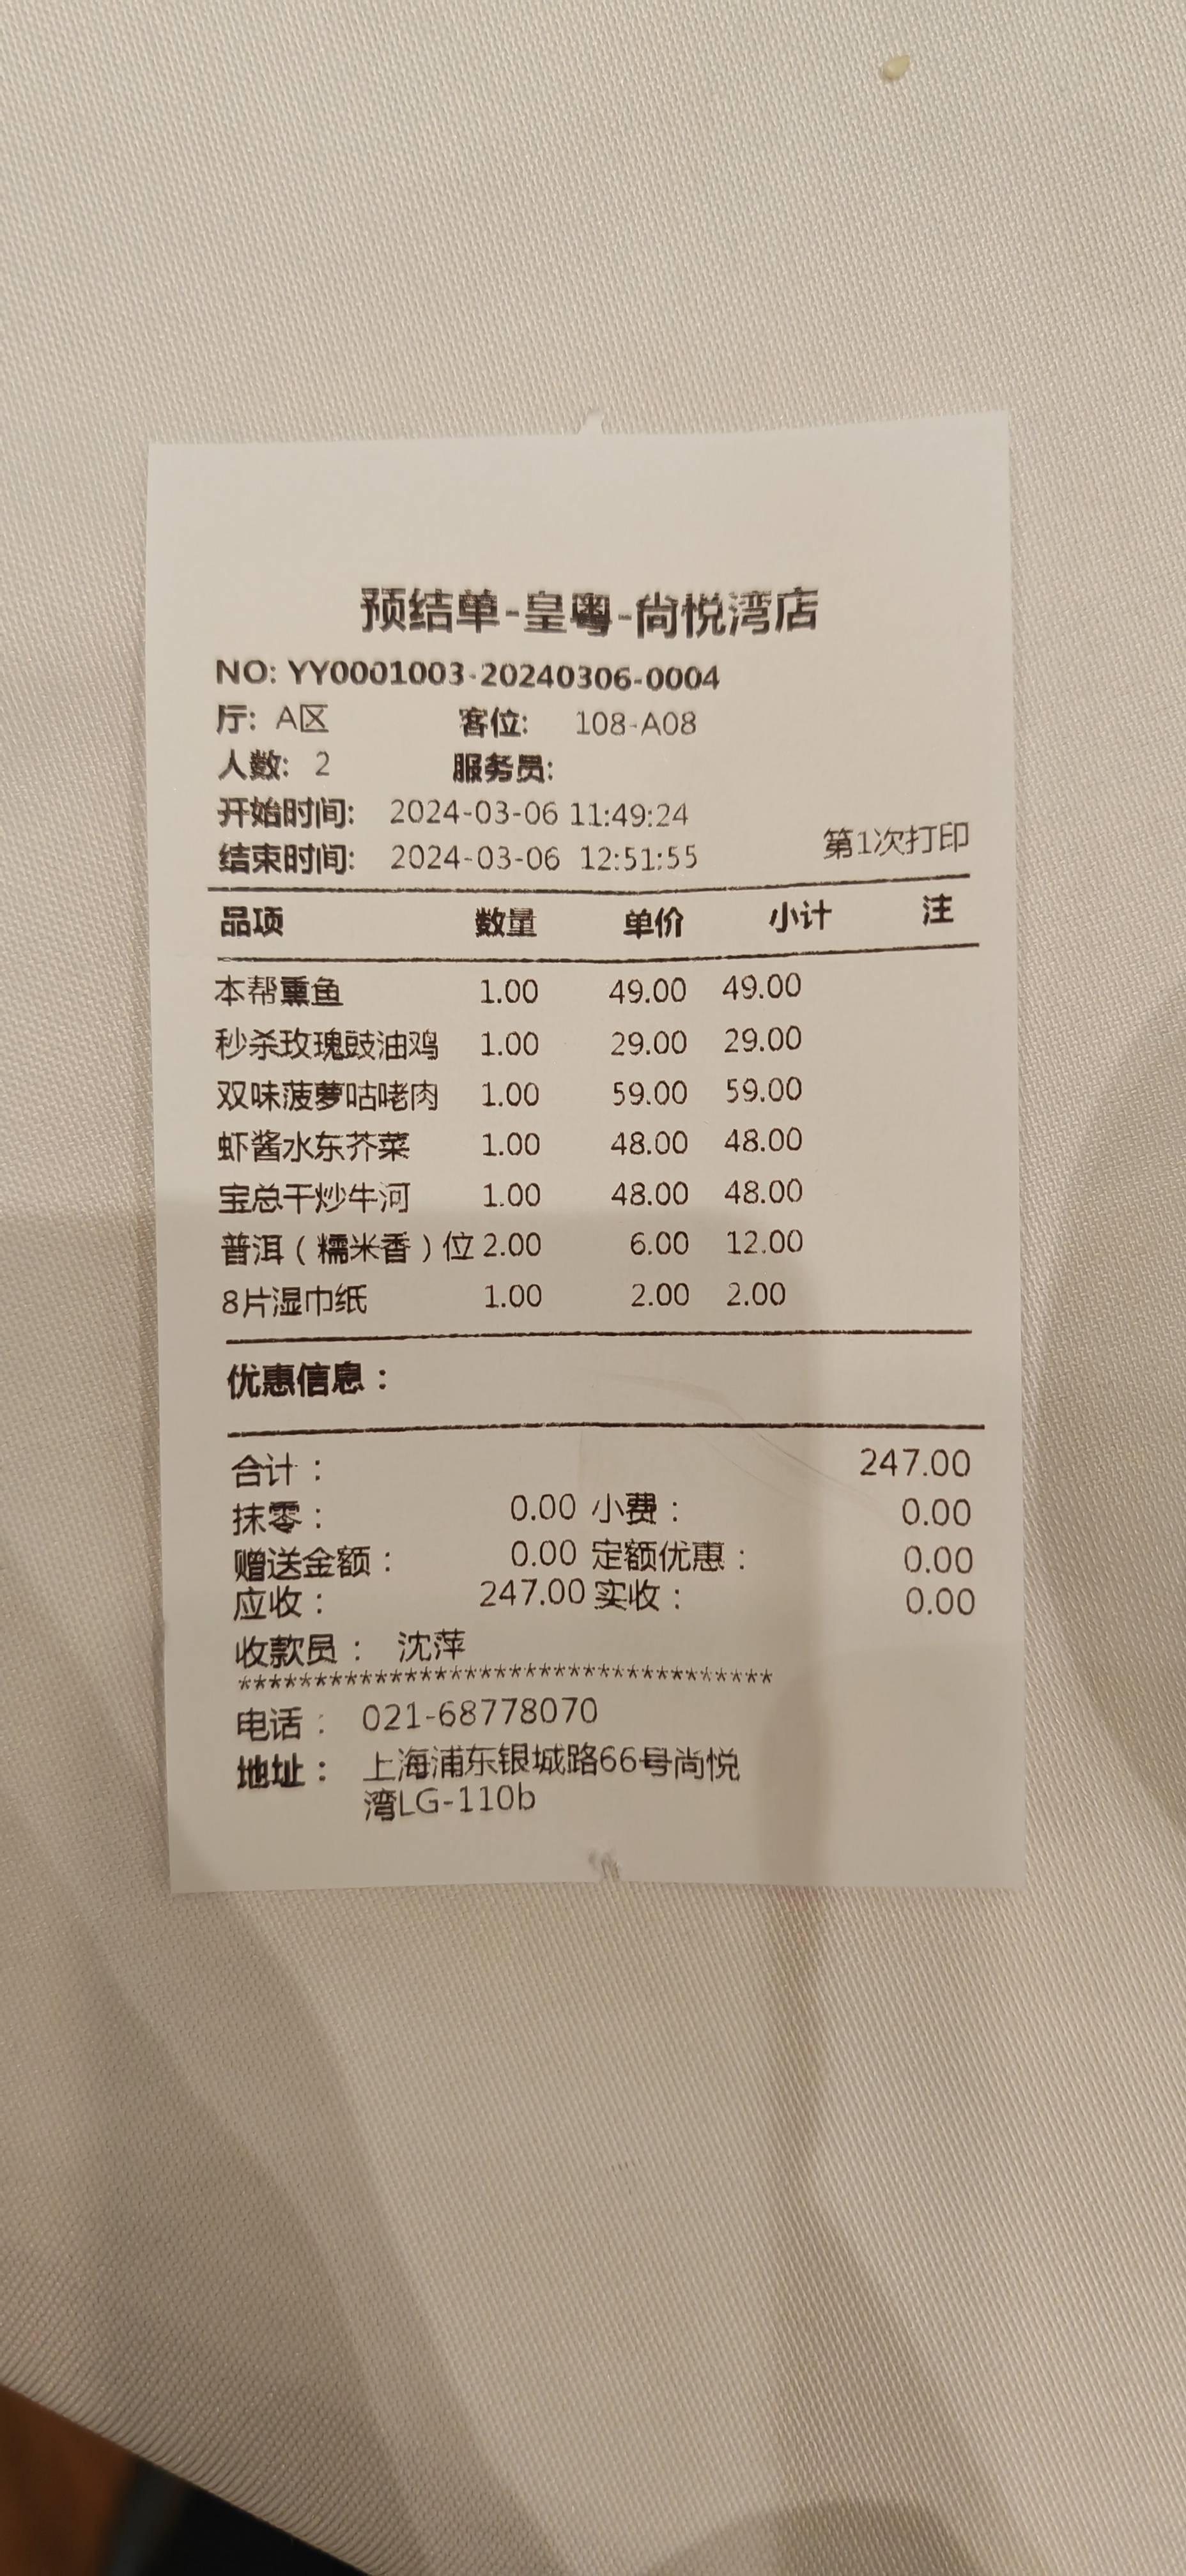 预结单-皇粤-尚悦湾店
NO: YY0001003-20240306-0004
厅: A区 客位: 108-A08
人数: 2 服务员:
开始时间: 2024-03-06 11:49:24
结束时间: 2024-03-06 12:51:55 第1次打印
品项 数量 单价 小计 注
本帮熏鱼 1.00 49.00 49.00
秒杀玫瑰豉油鸡 1.00 29.00 29.00
双味菠萝咕咾肉 1.00 59.00 59.00
虾酱水东芥菜 1.00 48.00 48.00
宝总干炒牛河 1.00 48.00 48.00
普洱（糯米香）位 2.00 6.00 12.00
8片湿巾纸 1.00 2.00 2.00
优惠信息：
合计： 247.00
抹零： 0.00 小费： 0.00
赠送金额： 0.00 定额优惠： 0.00
应收： 247.00 实收： 0.00
收款员： 沈萍
************************************
电话： 021-68778070
地址： 上海浦东银城路66号尚悦
湾LG-110b